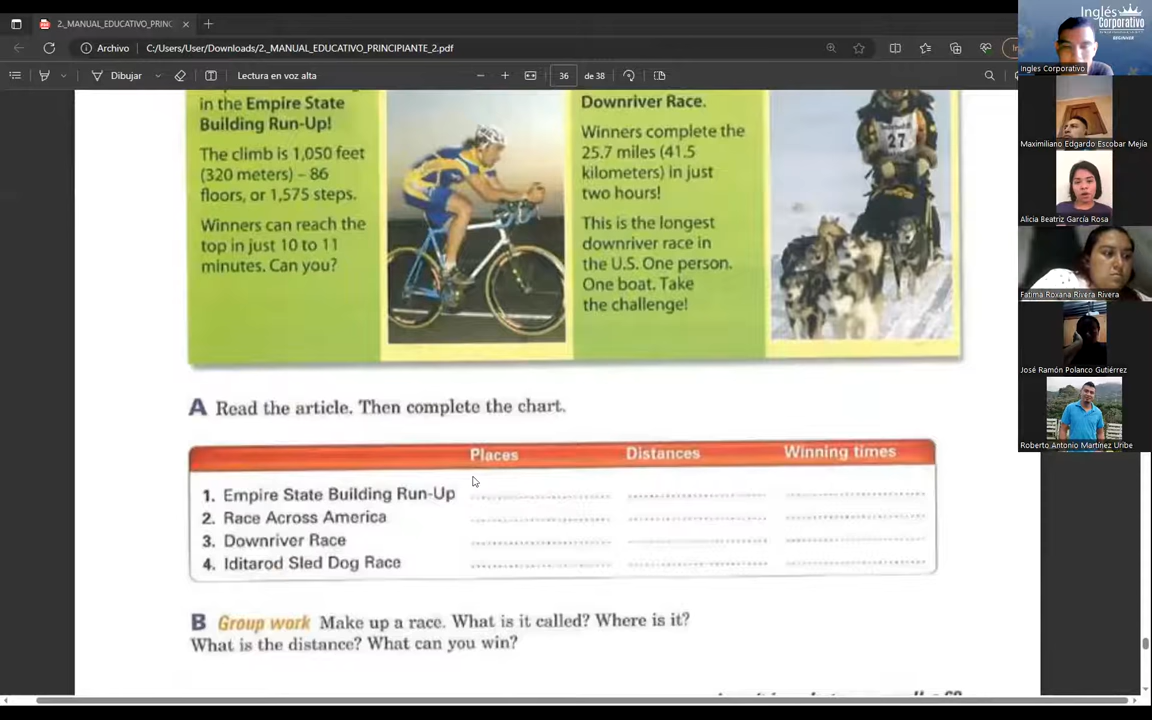 2._MANUAL_EDUCATIVO_PRINC
Archivo
C:/Users/User/Downloads/2._MANUAL_EDUCATIVO_PRINCIPIANTE_2.pdf
Dibujar
Lectura en voz alta
36
de 38
in the Empire State
Building Run-Up!
The climb is 1,050 feet
(320 meters) – 86
floors, or 1,575 steps.
Winners can reach the
top in just 10 to 11
minutes. Can you?
Downriver Race.
Winners complete the
25.7 miles (41.5
kilometers) in just
two hours!
This is the longest
downriver race in
the U.S. One person.
One boat. Take
the challenge!
27
A Read the article. Then complete the chart.
Places Distances Winning times
1. Empire State Building Run-Up
2. Race Across America
3. Downriver Race
4. Iditarod Sled Dog Race
B Group work Make up a race. What is it called? Where is it?
What is the distance? What can you win?
Inglés
Corporativo
BEGINNER
Ingles Corporativo
Maximiliano Edgardo Escobar Mejía
Alicia Beatriz García Rosa
Fatima Roxana Rivera Rivera
José Ramón Polanco Gutiérrez
Roberto Antonio Martínez Uribe